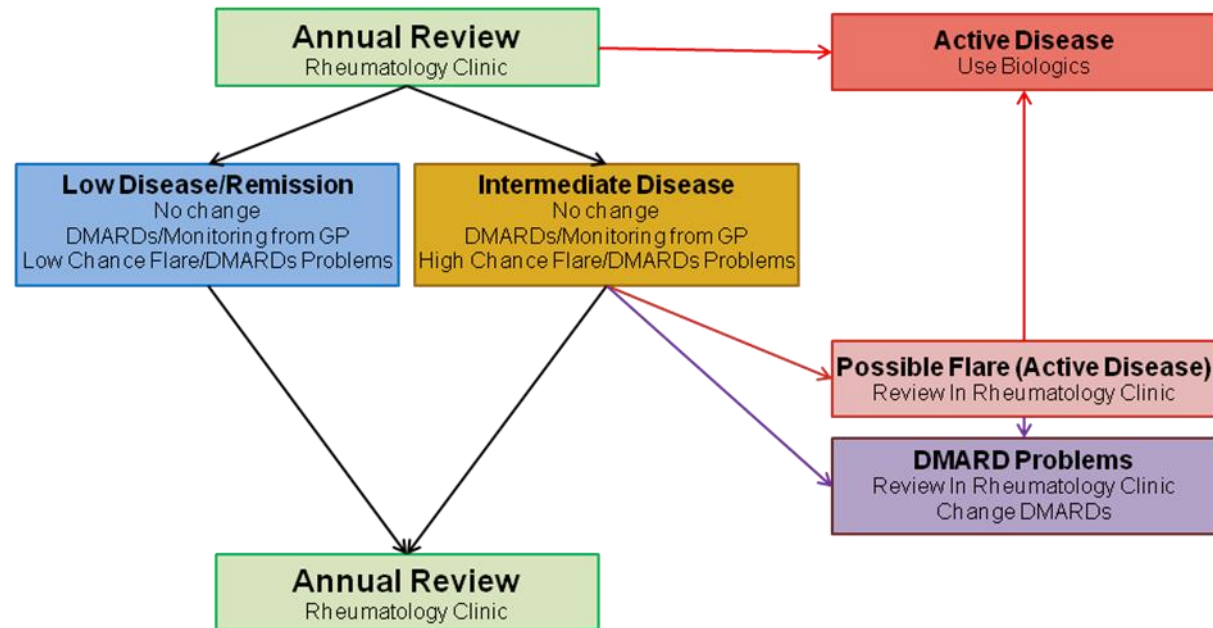 Annual Review
Rheumatology Clinic
Active Disease
Use Biologics
Low Disease/Remission
No change
DMARDs/Monitoring from GP
Low Chance Flare/DMARDs Problems
Intermediate Disease
No change
DMARDs/Monitoring from GP
High Chance Flare/DMARDs Problems
Possible Flare (Active Disease)
Review In Rheumatology Clinic
DMARD Problems
Review In Rheumatology Clinic
Change DMARDs
Annual Review
Rheumatology Clinic